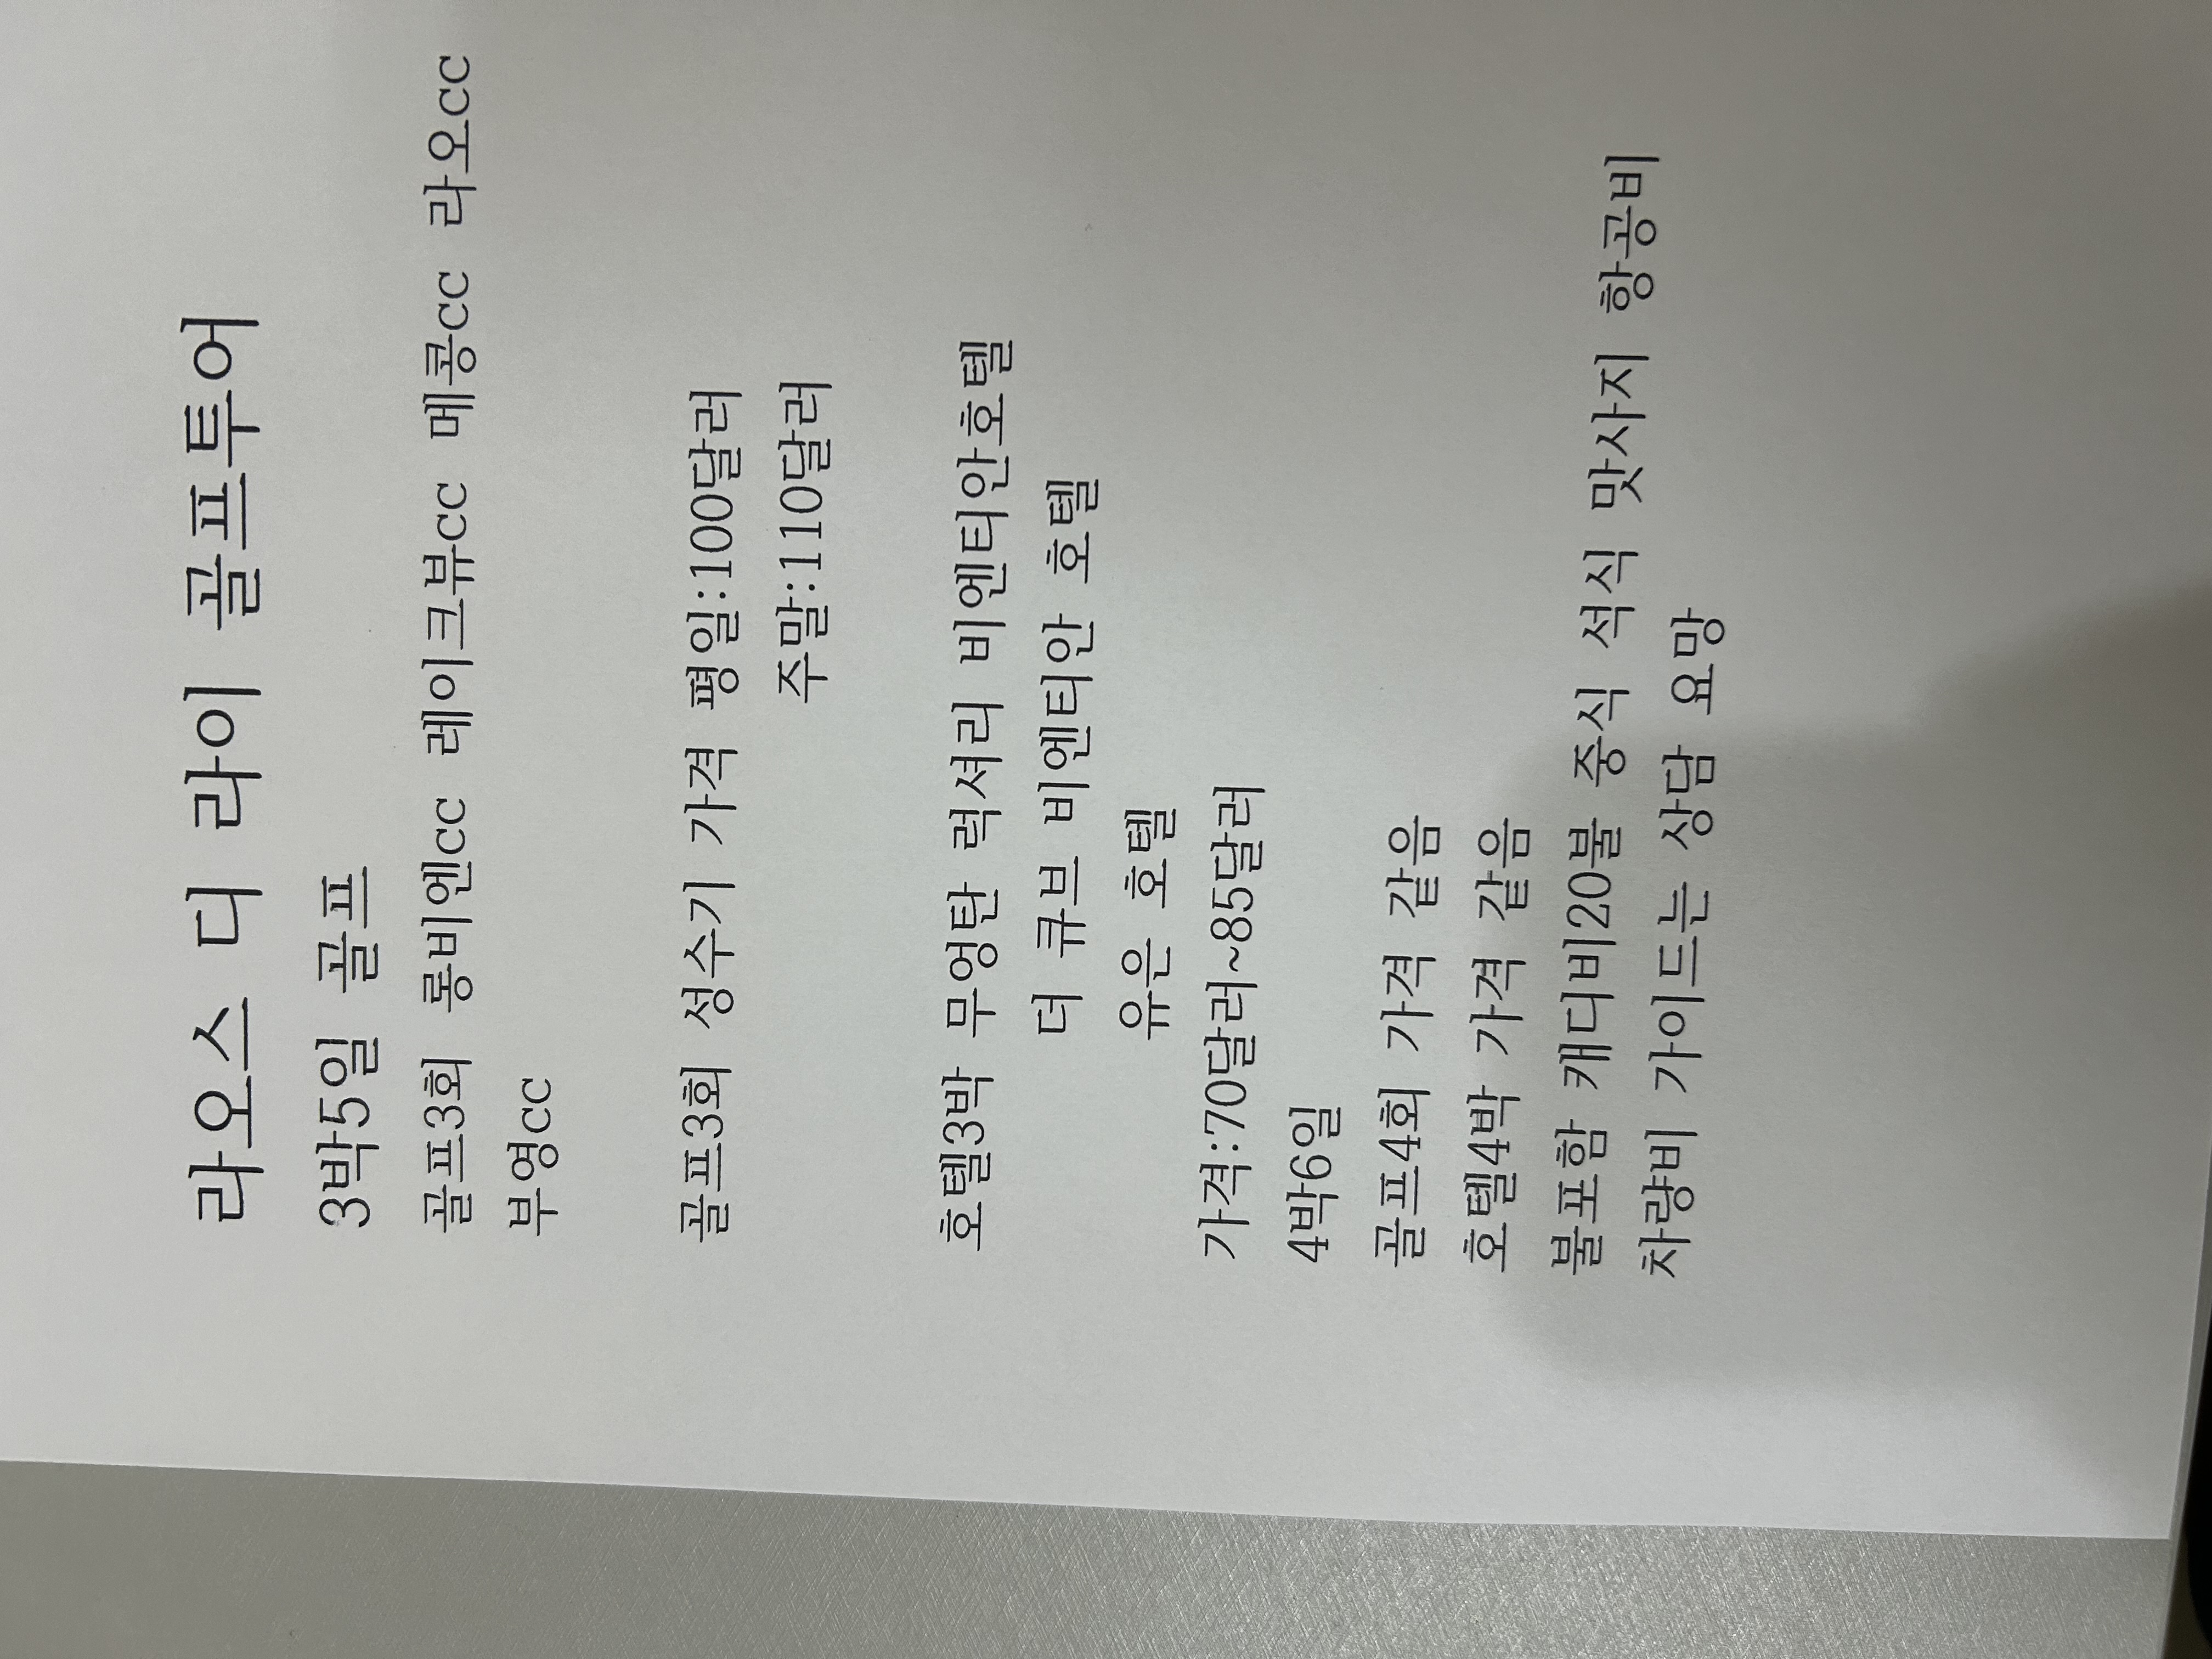 라오스 디 라이 골프투어
3박5일 골프
골프3회 롱비엔cc 레이크뷰cc 메콩cc 라오cc
부영cc
골프3회 성수기 가격 평일:100달러
주말:110달러
호텔3박 무엉탄 럭셔리 비엔티안호텔
더 큐브 비엔티안 호텔
유은 호텔
가격:70달러~85달러
4박6일
골프4회 가격 같음
호텔4박 가격 같음
불포함 캐디비20불 중식 석식 맛사지 항공비
차량비 가이드는 상담 요망